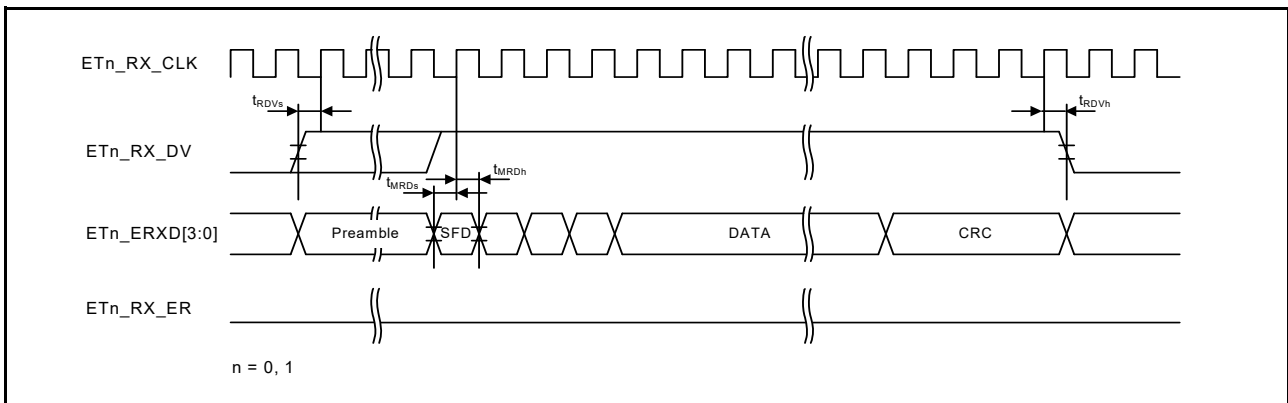 ETn_RX_CLK
tRDVs
tRDVh
ETn_RX_DV
tMRDs
tMRDh
ETn_ERXD[3:0]
Preamble
SFD
DATA
CRC
ETn_RX_ER
n = 0, 1